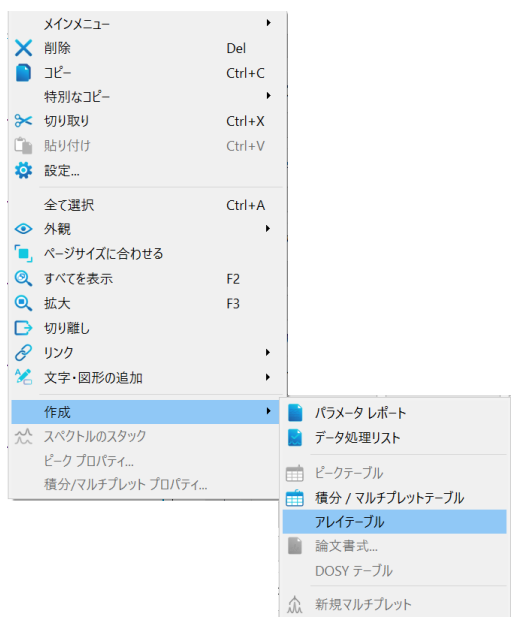 メインメニュー
削除 Del
コピー Ctrl+C
特別なコピー
切り取り Ctrl+X
貼り付け Ctrl+V
設定...
全て選択 Ctrl+A
外観
ページサイズに合わせる
すべてを表示 F2
拡大 F3
切り離し
リンク
文字・図形の追加
作成
スペクトルのスタック
ピーク プロパティ...
積分/マルチプレット プロパティ...
パラメータ レポート
データ処理リスト
ピークテーブル
積分 / マルチプレットテーブル
アレイテーブル
論文書式...
DOSY テーブル
新規マルチプレット